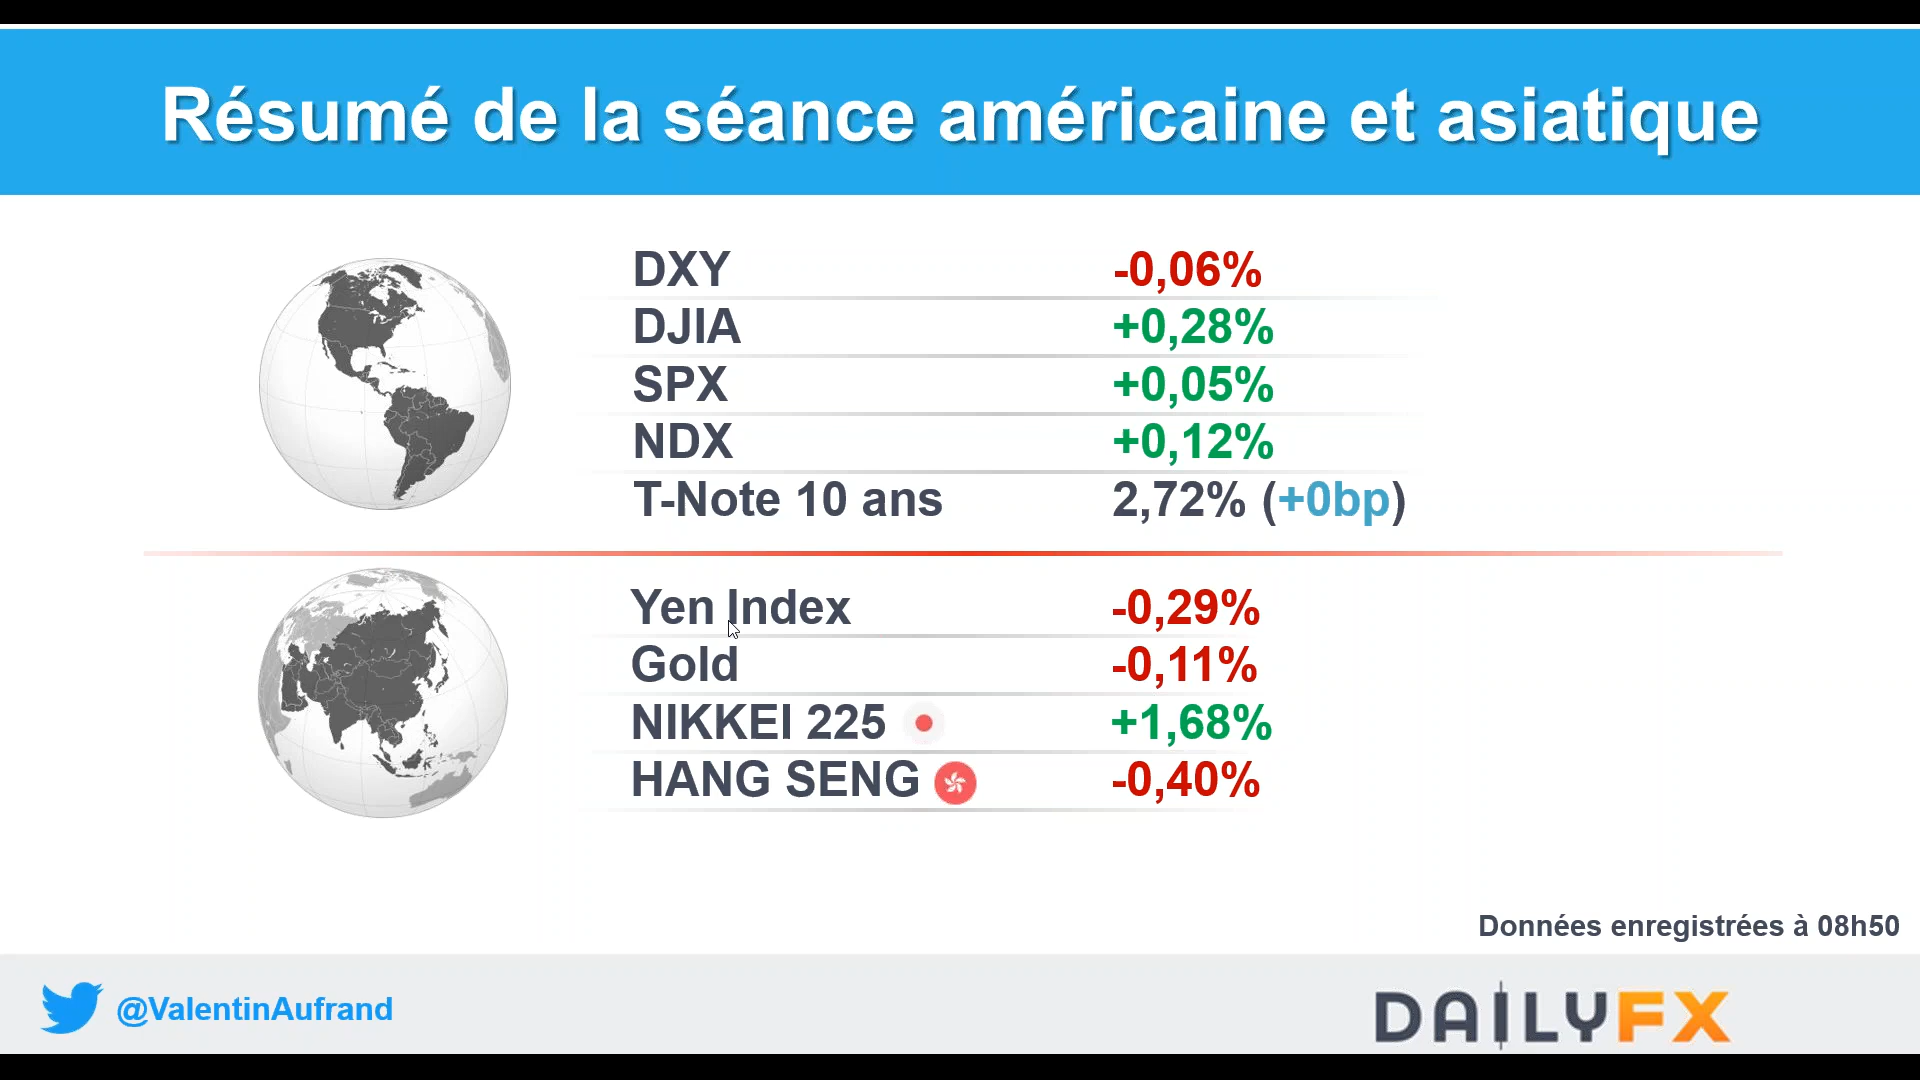 Résumé de la séance américaine et asiatique
DXY -0,06%
DJIA +0,28%
SPX +0,05%
NDX +0,12%
T-Note 10 ans 2,72% (+0bp)
Yen Index -0,29%
Gold -0,11%
NIKKEI 225 +1,68%
HANG SENG -0,40%
Données enregistrées à 08h50
@ValentinAufrand
DAILYFX